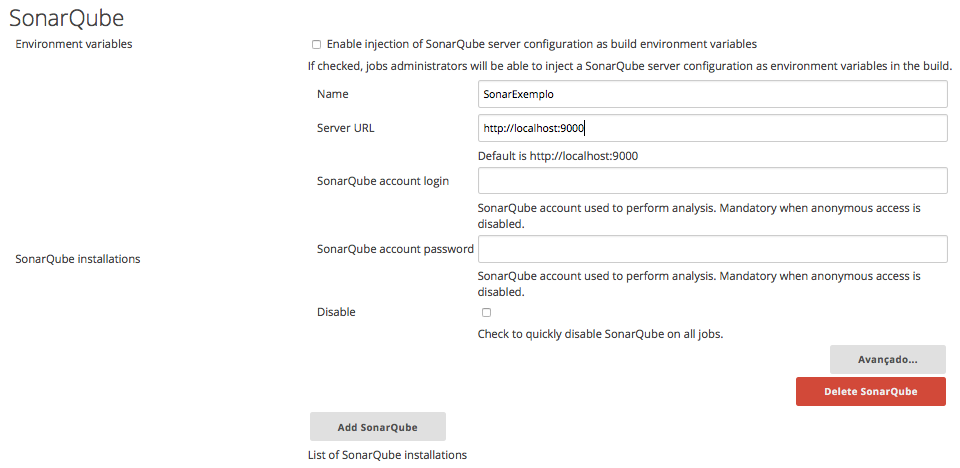 SonarQube
Environment variables
Enable injection of SonarQube server configuration as build environment variables
If checked, jobs administrators will be able to inject a SonarQube server configuration as environment variables in the build.
Name
SonarExemplo
Server URL
http://localhost:9000
Default is http://localhost:9000
SonarQube account login
SonarQube account used to perform analysis. Mandatory when anonymous access is
disabled.
SonarQube account password
SonarQube installations
SonarQube account used to perform analysis. Mandatory when anonymous access is
disabled.
Disable
Check to quickly disable SonarQube on all jobs.
Avançado...
Delete SonarQube
Add SonarQube
List of SonarQube installations